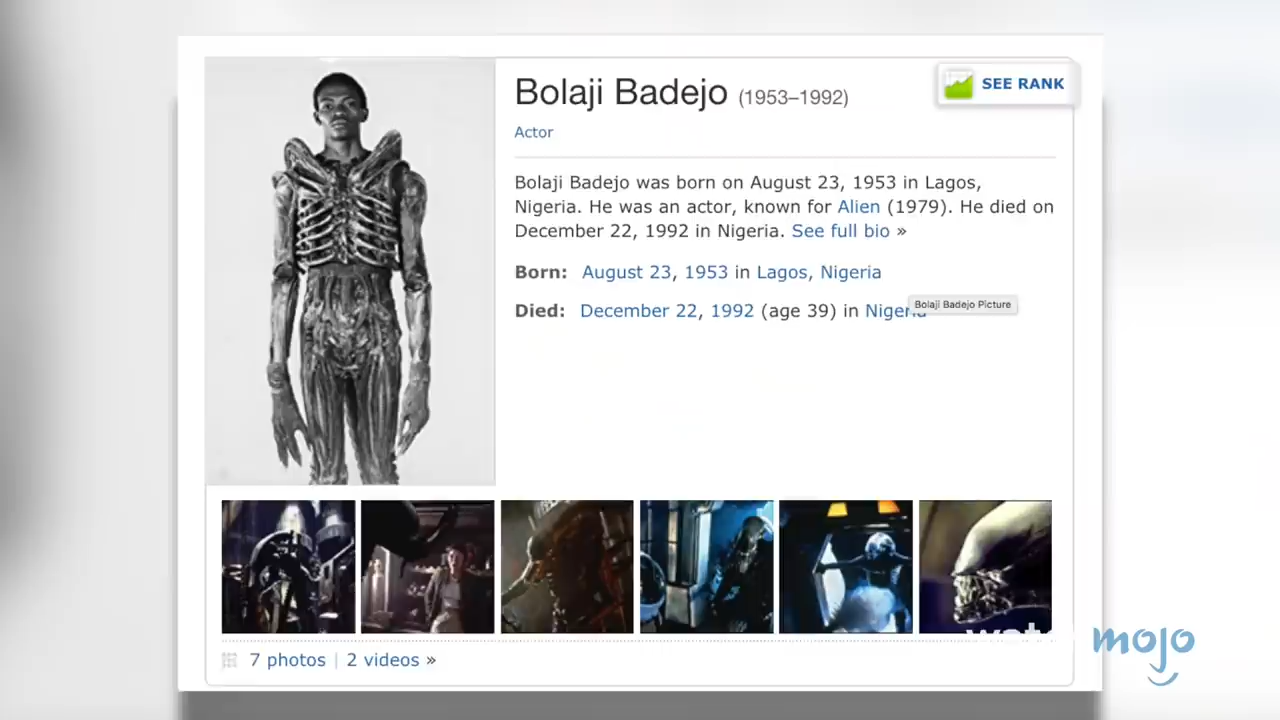 Bolaji Badejo (1953–1992)
SEE RANK
Actor
Bolaji Badejo was born on August 23, 1953 in Lagos,
Nigeria. He was an actor, known for Alien (1979). He died on
December 22, 1992 in Nigeria. See full bio »
Born: August 23, 1953 in Lagos, Nigeria
Died: December 22, 1992 (age 39) in Nigeria
Bolaji Badejo Picture
watch mojo
7 photos | 2 videos »